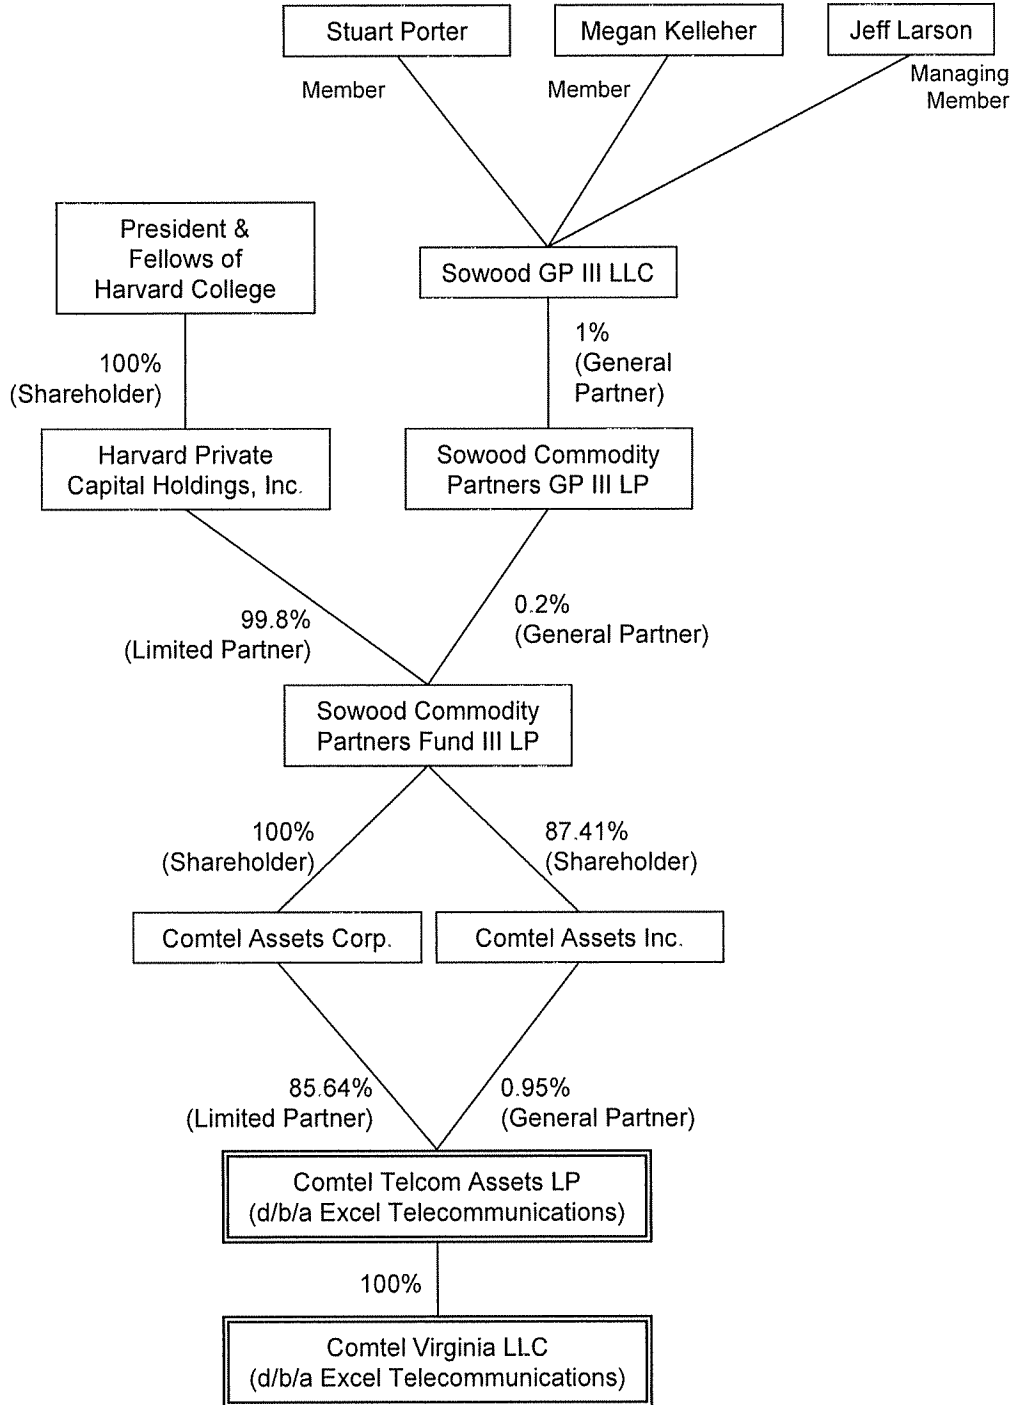 Stuart Porter
Megan Kelleher
Jeff Larson
Member
Member
Managing
Member
President &
Fellows of
Harvard College
Sowood GP III LLC
100%
(Shareholder)
1%
(General
Partner)
Harvard Private
Capital Holdings, Inc.
Sowood Commodity
Partners GP III LP
99.8%
(Limited Partner)
0.2%
(General Partner)
Sowood Commodity
Partners Fund III LP
100%
(Shareholder)
87.41%
(Shareholder)
Comtel Assets Corp.
Comtel Assets Inc.
85.64%
(Limited Partner)
0.95%
(General Partner)
Comtel Telcom Assets LP
(d/b/a Excel Telecommunications)
100%
Comtel Virginia LLC
(d/b/a Excel Telecommunications)